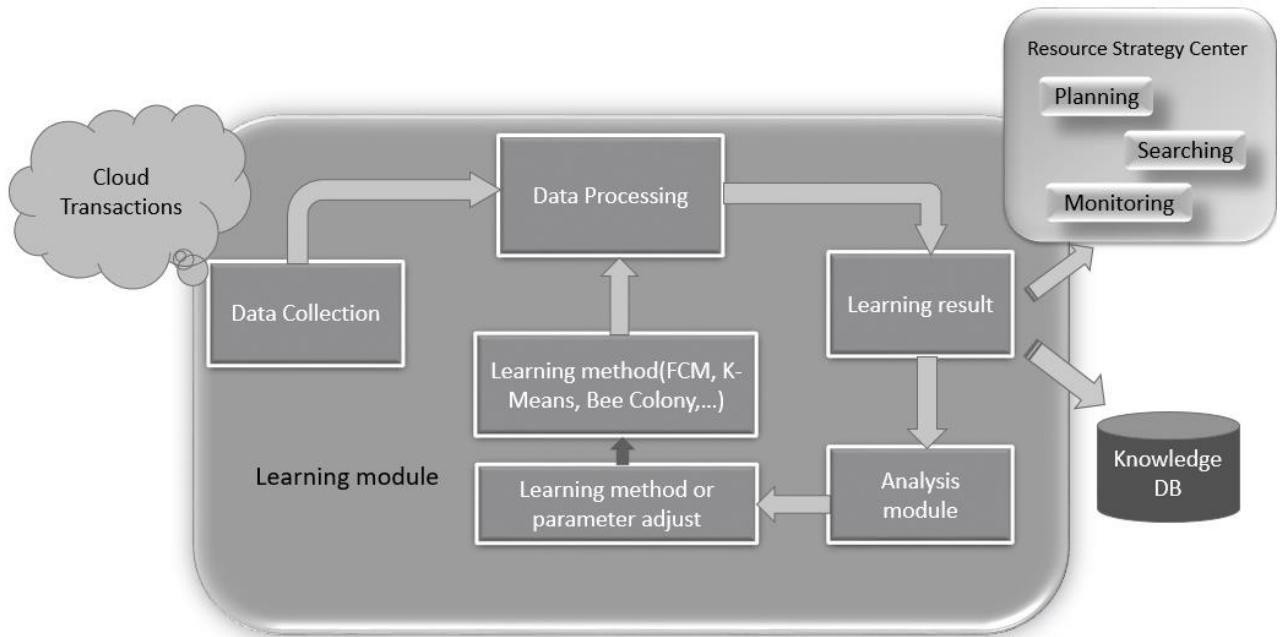 Resource Strategy Center
Planning
Searching
Monitoring
Cloud
Transactions
Data Processing
Data Collection
Learning result
Learning method(FCM, K-
Means, Bee Colony,...)
Learning module
Learning method or
parameter adjust
Analysis
module
Knowledge
DB